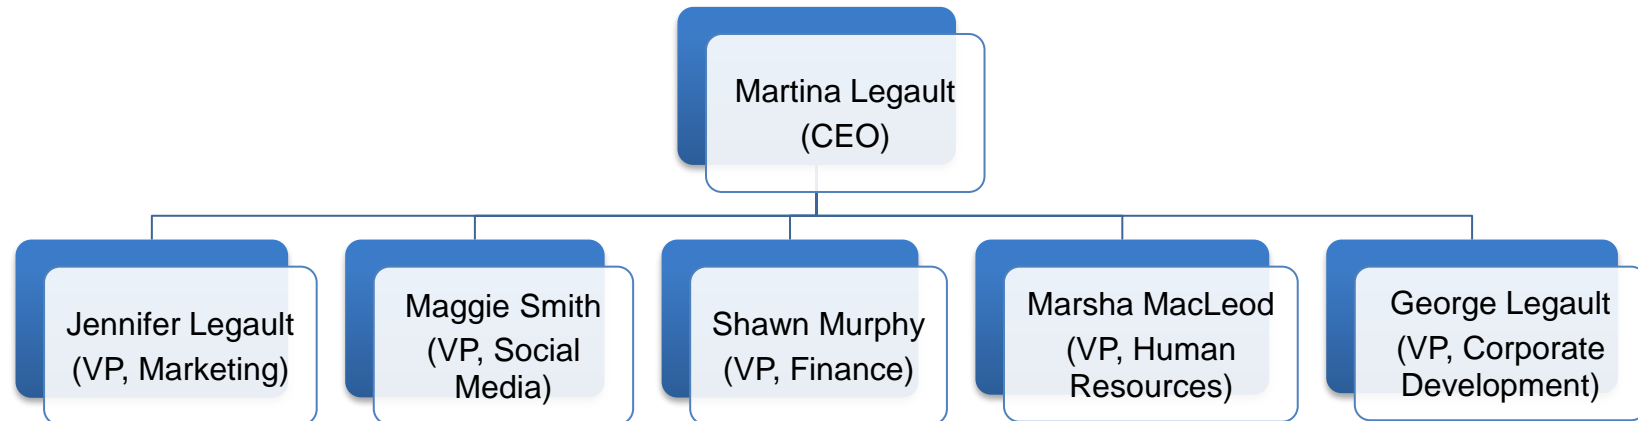 Martina Legault
(CEO)
Jennifer Legault
(VP, Marketing)
Maggie Smith
(VP, Social
Media)
Shawn Murphy
(VP, Finance)
Marsha MacLeod
(VP, Human
Resources)
George Legault
(VP, Corporate
Development)